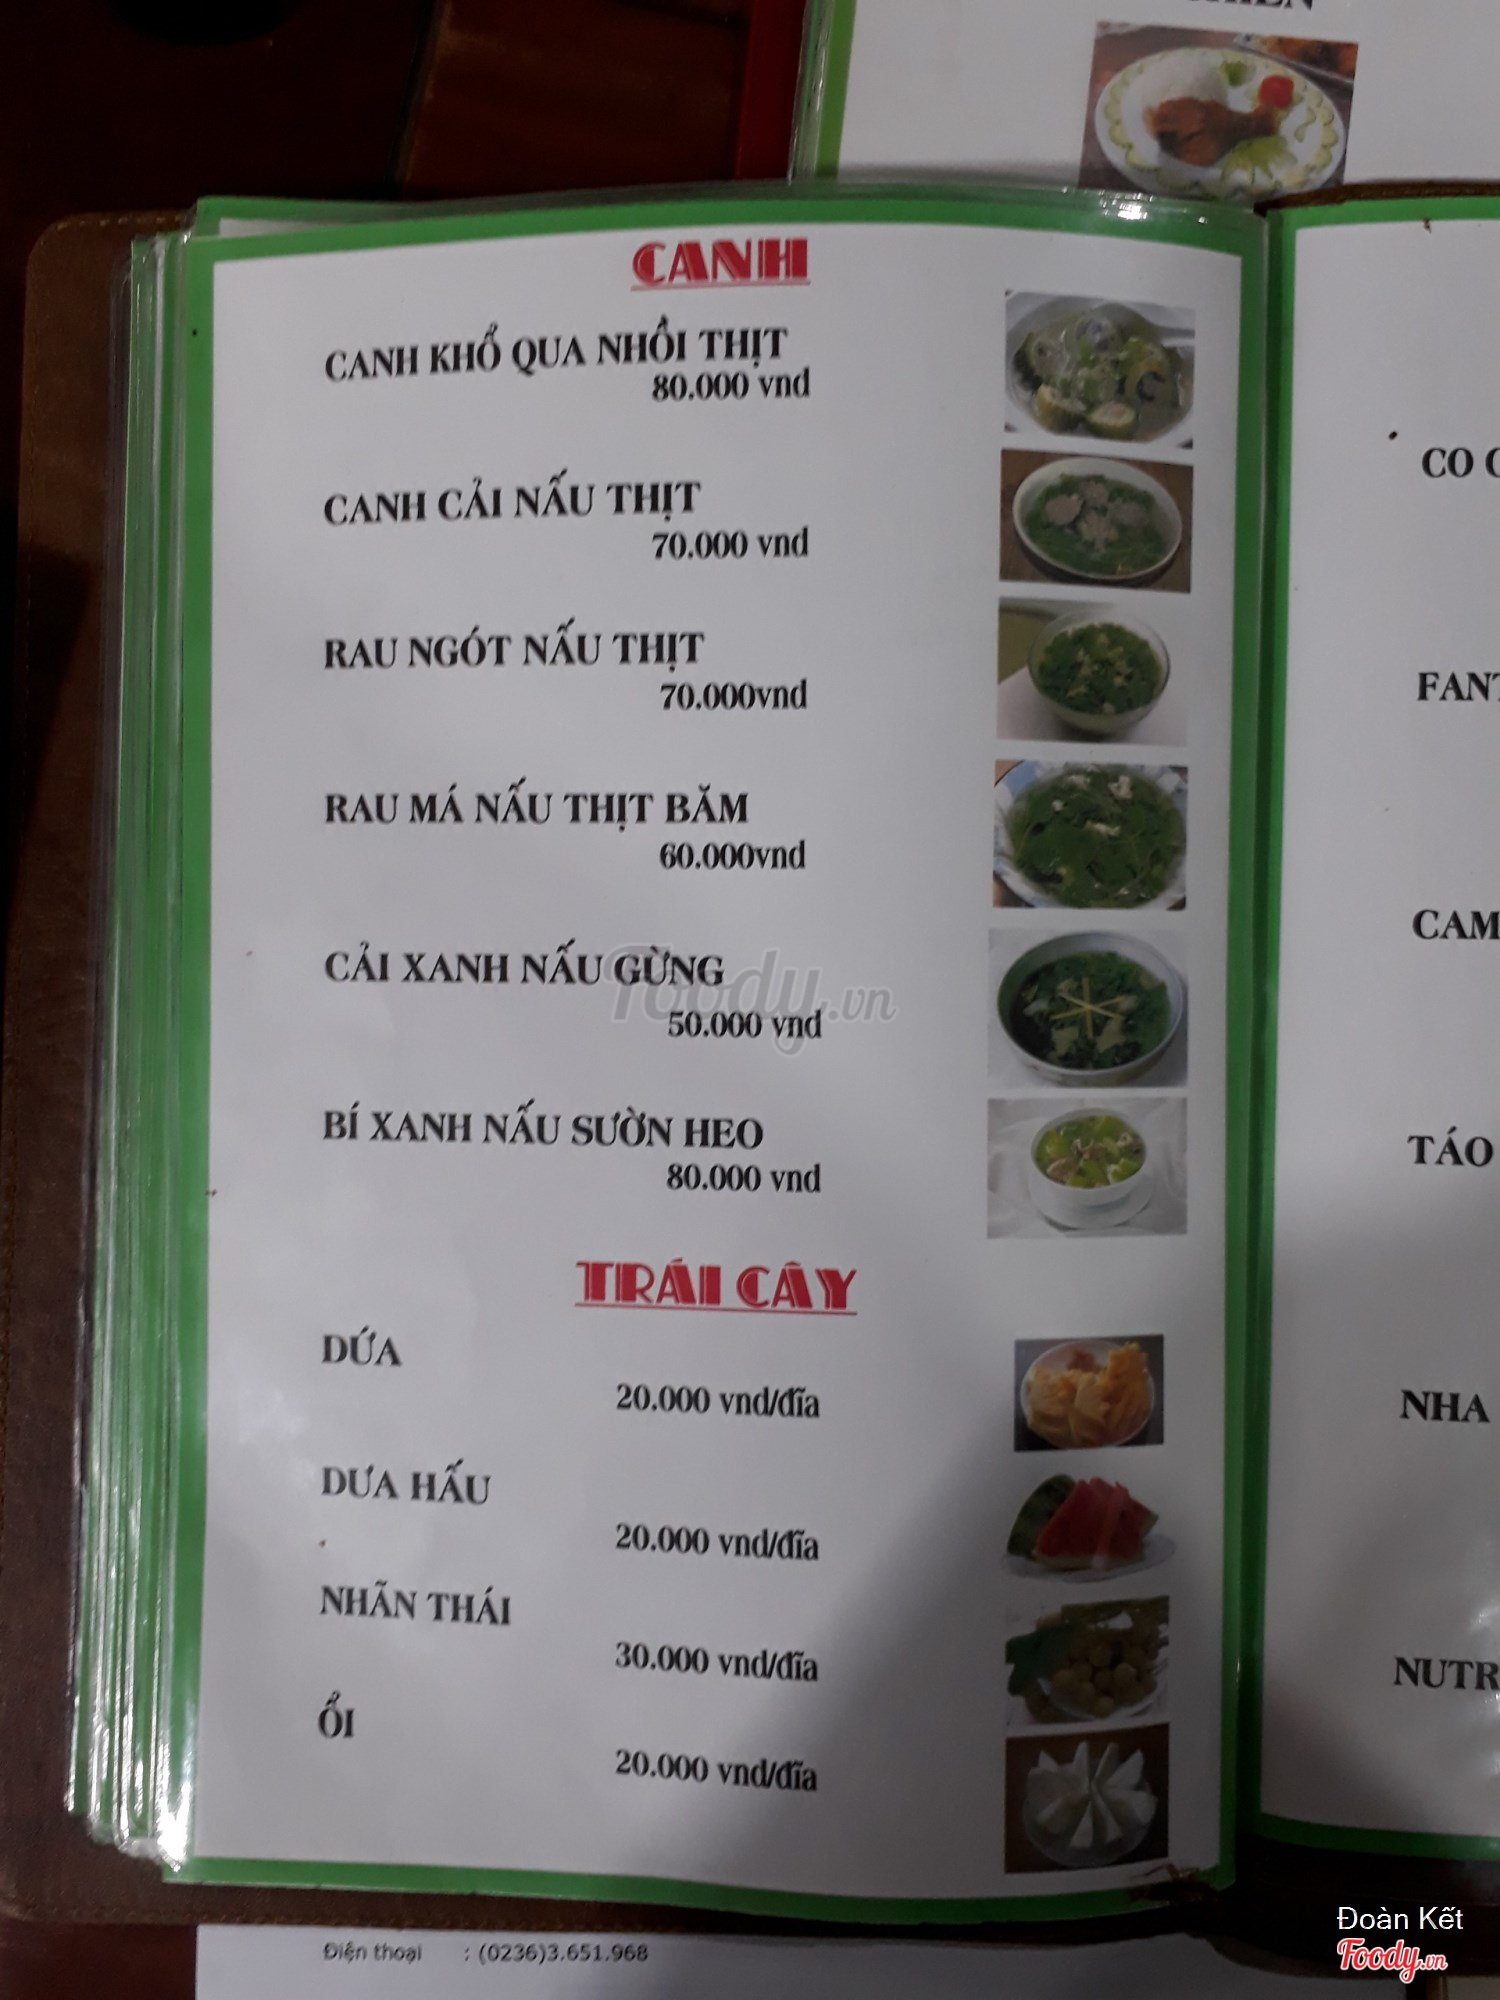 CANH
CANH KHỔ QUA NHỒI THỊT
80.000 vnd
CANH CẢI NẤU THỊT
70.000 vnd
RAU NGÓT NẤU THỊT
70.000vnd
RAU MÁ NẤU THỊT BĂM
60.000vnd
CẢI XANH NẤU GỪNG
50.000 vnd
BÍ XANH NẤU SƯỜN HEO
80.000 vnd
TRÁI CÂY
DỨA
20.000 vnd/đĩa
DƯA HẤU
20.000 vnd/đĩa
NHÃN THÁI
30.000 vnd/đĩa
ỔI
20.000 vnd/đĩa
CO
FANT
CAM
TÁO
NHA
NUTR
Điện thoại : (0236)3.651.968
Foody.vn
Đoàn Kết
Foody.vn